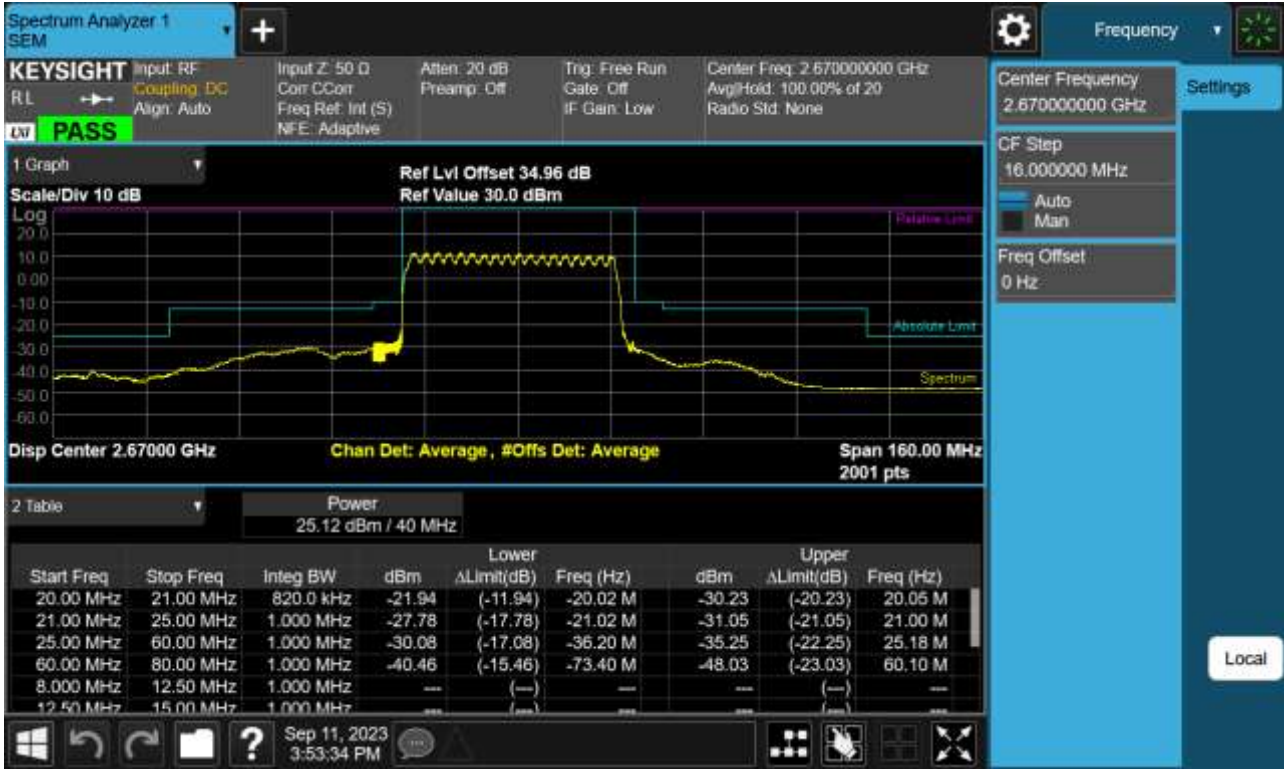 Spectrum Analyzer 1
SEM
+
Frequency
KEYSIGHT
RL
LXI
PASS
Input: RF
Coupling: DC
Align: Auto
Input Z: 50 Ω
Corr CCorr
Freq Ref: Int (S)
NFE: Adaptive
Atten: 20 dB
Preamp: Off
Trig: Free Run
Gate: Off
IF Gain: Low
Center Freq: 2.670000000 GHz
Avg|Hold: 100.00% of 20
Radio Std: None
Center Frequency
2.670000000 GHz
Settings
CF Step
16.000000 MHz
Auto
Man
Freq Offset
0 Hz
Local
1 Graph
Scale/Div 10 dB
Ref Lvl Offset 34.96 dB
Ref Value 30.0 dBm
Log
20.0
10.0
0.00
-10.0
-20.0
-30.0
-40.0
-50.0
-60.0
Relative Limit
Absolute Limit
Spectrum
Disp Center 2.67000 GHz
Chan Det: Average, #Offs Det: Average
Span 160.00 MHz
2001 pts
2 Table
Power
25.12 dBm / 40 MHz
Lower Upper
Start Freq Stop Freq Integ BW dBm ΔLimit(dB) Freq (Hz) dBm ΔLimit(dB) Freq (Hz)
20.00 MHz 21.00 MHz 820.0 kHz -21.94 (-11.94) -20.02 M -30.23 (-20.23) 20.05 M
21.00 MHz 25.00 MHz 1.000 MHz -27.78 (-17.78) -21.02 M -31.05 (-21.05) 21.00 M
25.00 MHz 60.00 MHz 1.000 MHz -30.08 (-17.08) -36.20 M -35.25 (-22.25) 25.18 M
60.00 MHz 80.00 MHz 1.000 MHz -40.46 (-15.46) -73.40 M -48.03 (-23.03) 60.10 M
8.000 MHz 12.50 MHz 1.000 MHz --- (---) --- --- (---) ---
12.50 MHz 15.00 MHz 1.000 MHz --- (---) --- --- (---) ---
?
Sep 11, 2023
3:53:34 PM